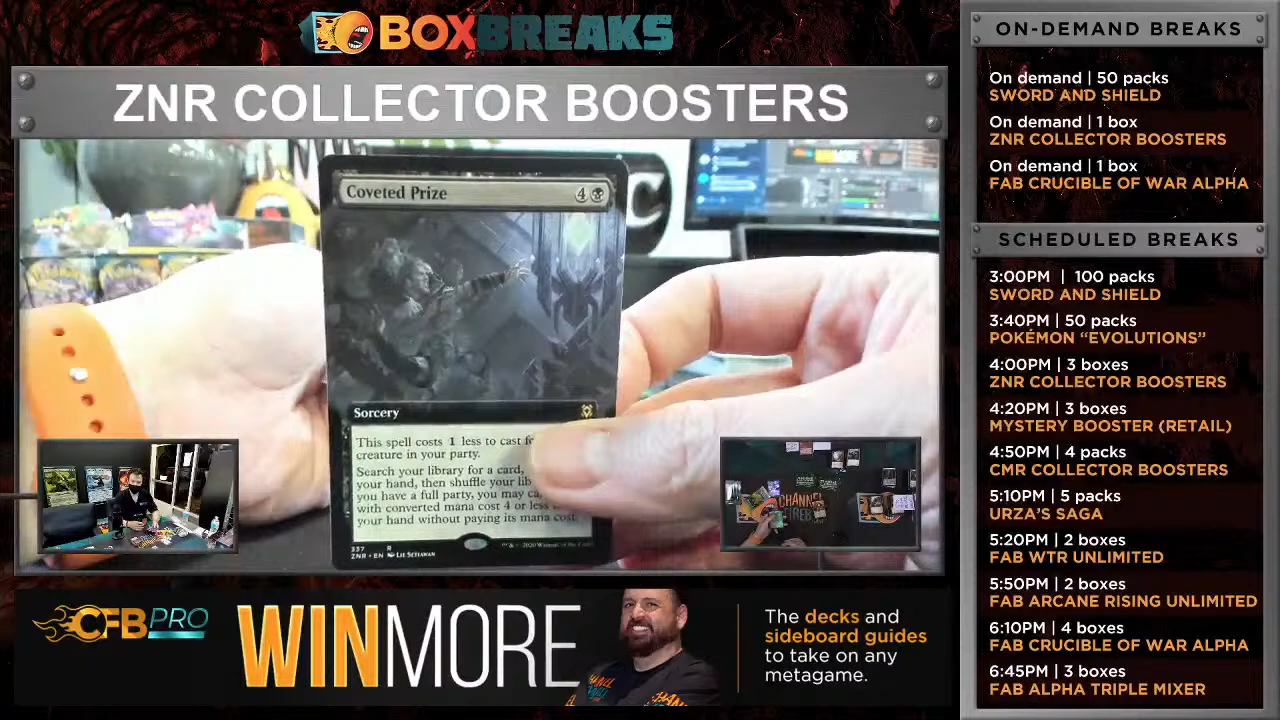 BOXBREAKS
ZNR COLLECTOR BOOSTERS
Coveted Prize 4
Sorcery
This spell costs 1 less to cast
creature in your party.
Search your library for a card,
your hand, then shuffle your
you have a full party, you may
with converted mana cost 4 or less
your hand without paying its mana cost.
337 R
ZNR • EN
CHANNEL
FIREB
CFBPRO
WINMORE
The decks and
sideboard guides
to take on any
metagame.
ON-DEMAND BREAKS
On demand | 50 packs
SWORD AND SHIELD
On demand | 1 box
ZNR COLLECTOR BOOSTERS
On demand | 1 box
FAB CRUCIBLE OF WAR ALPHA
SCHEDULED BREAKS
3:00PM | 100 packs
SWORD AND SHIELD
3:40PM | 50 packs
POKÉMON “EVOLUTIONS”
4:00PM | 3 boxes
ZNR COLLECTOR BOOSTERS
4:20PM | 3 boxes
MYSTERY BOOSTER (RETAIL)
4:50PM | 4 packs
CMR COLLECTOR BOOSTERS
5:10PM | 5 packs
URZA’S SAGA
5:20PM | 2 boxes
FAB WTR UNLIMITED
5:50PM | 2 boxes
FAB ARCANE RISING UNLIMITED
6:10PM | 4 boxes
FAB CRUCIBLE OF WAR ALPHA
6:45PM | 3 boxes
FAB ALPHA TRIPLE MIXER